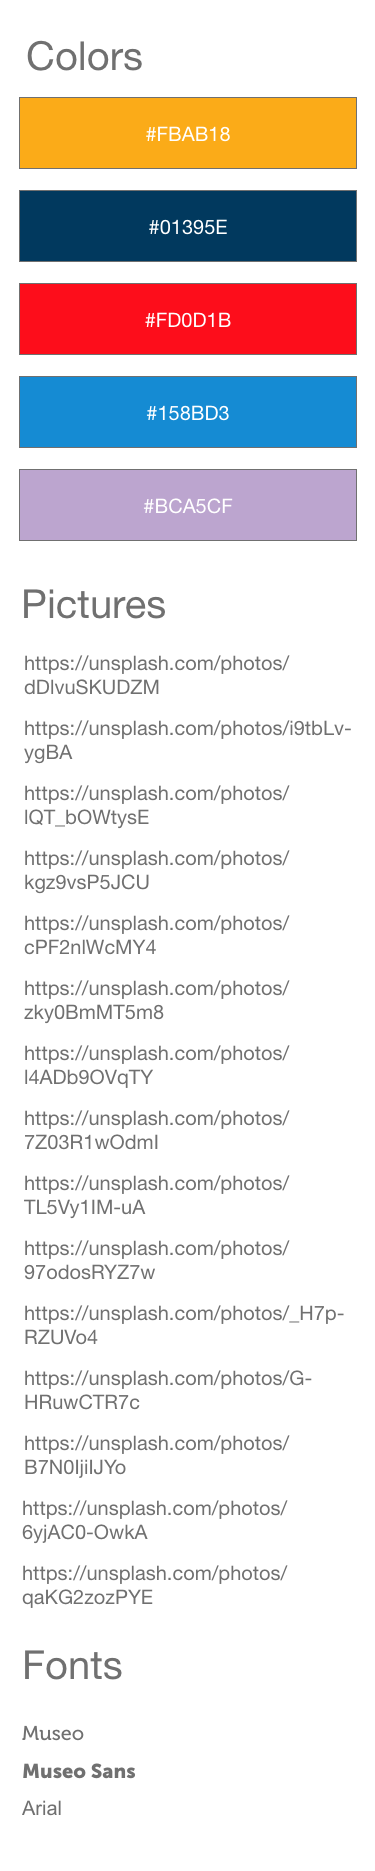 Colors
#FBAB18
#01395E
#FD0D1B
#158BD3
#BCA5CF
Pictures
https://unsplash.com/photos/
dDlvuSKUDZM
https://unsplash.com/photos/i9tbLv-
ygBA
https://unsplash.com/photos/
lQT_bOWtysE
https://unsplash.com/photos/
kgz9vsP5JCU
https://unsplash.com/photos/
cPF2nlWcMY4
https://unsplash.com/photos/
zky0BmMT5m8
https://unsplash.com/photos/
l4ADb9OVqTY
https://unsplash.com/photos/
7Z03R1wOdmI
https://unsplash.com/photos/
TL5Vy1IM-uA
https://unsplash.com/photos/
97odosRYZ7w
https://unsplash.com/photos/_H7p-
RZUVo4
https://unsplash.com/photos/G-
HRuwCTR7c
https://unsplash.com/photos/
B7N0IjiIJYo
https://unsplash.com/photos/
6yjAC0-OwkA
https://unsplash.com/photos/
qaKG2zozPYE
Fonts
Museo
Museo Sans
Arial